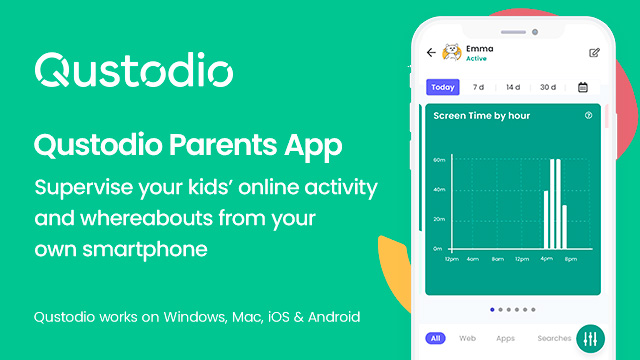 Qustodio
Qustodio Parents App
Supervise your kids' online activity
and whereabouts from your
own smartphone
Qustodio works on Windows, Mac, iOS & Android
Emma
Active
Today 7 d 14 d 30 d
Screen Time by hour ?
60m
40m
20m
0m
12pm 4am 8am 12pm 4pm 8pm
All Web Apps Searches